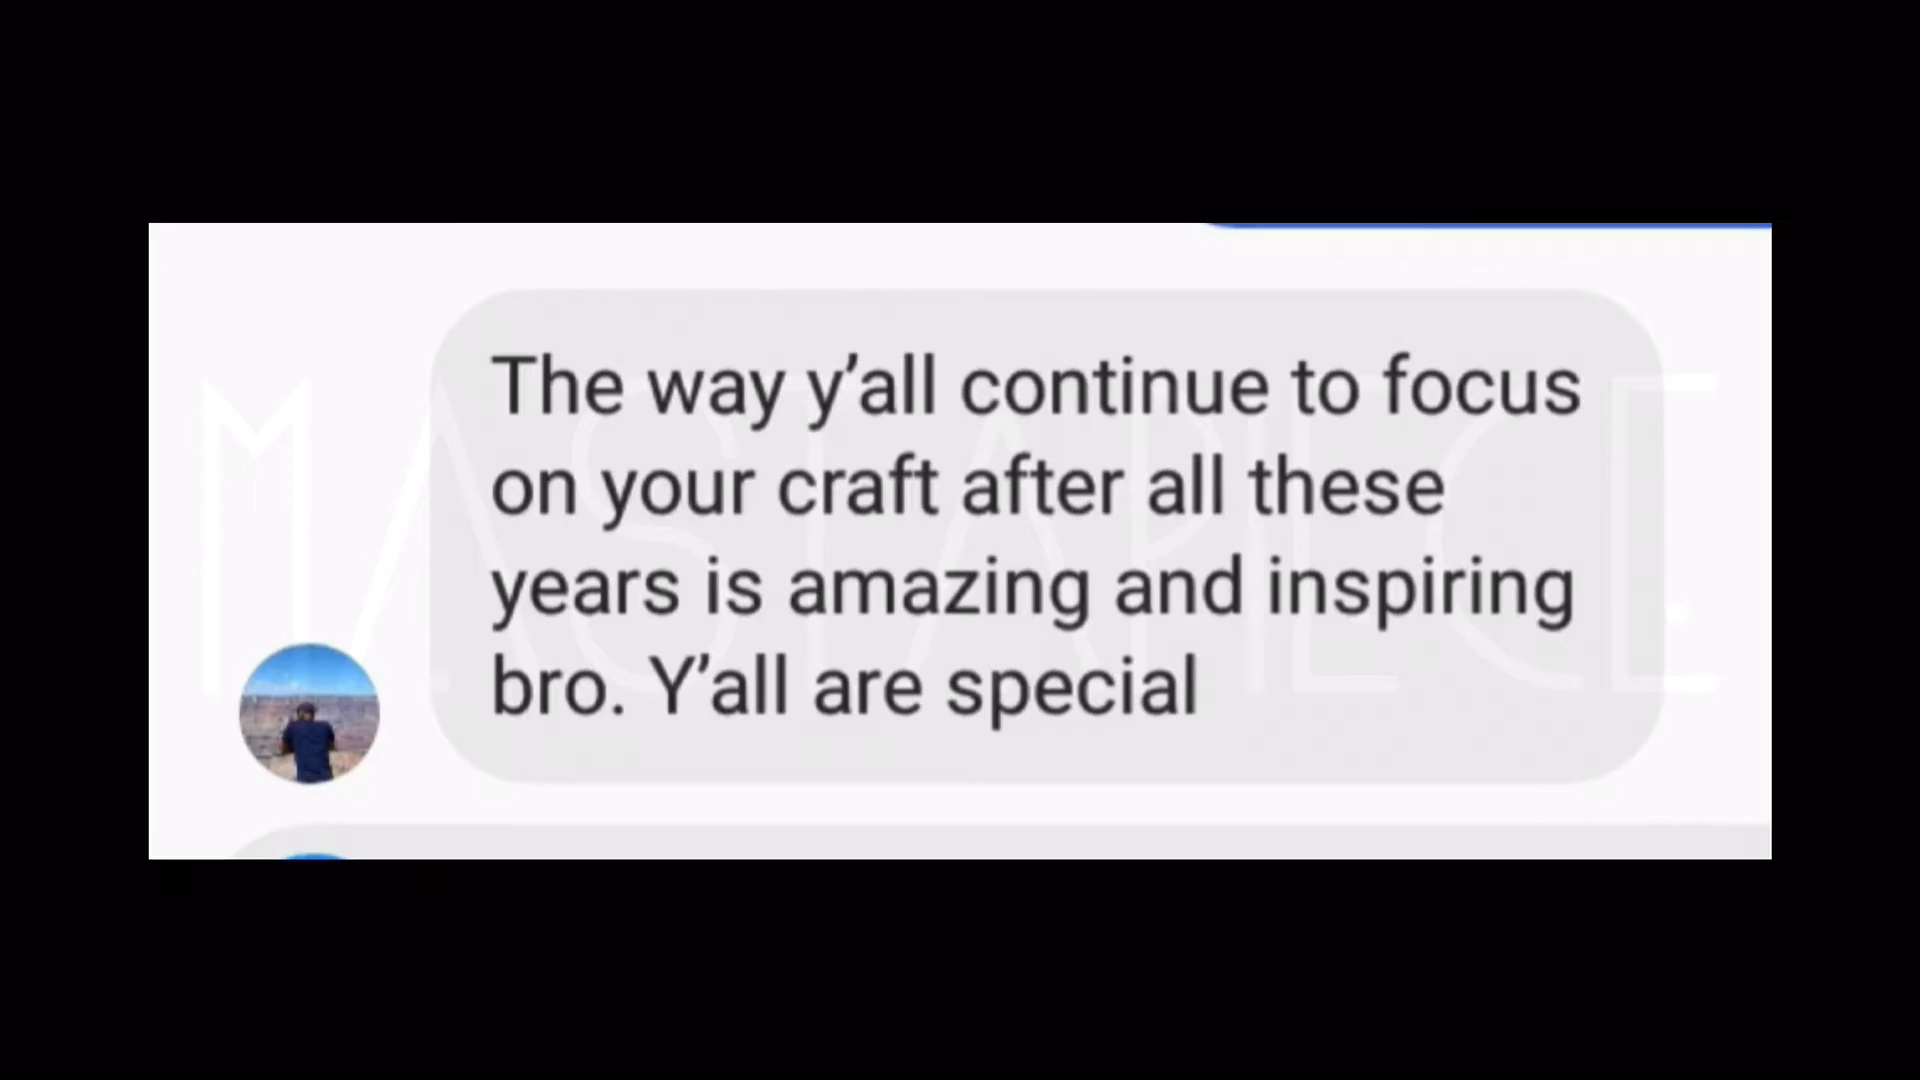 The way y’all continue to focus
on your craft after all these
years is amazing and inspiring
bro. Y’all are special
MASTAPIECE